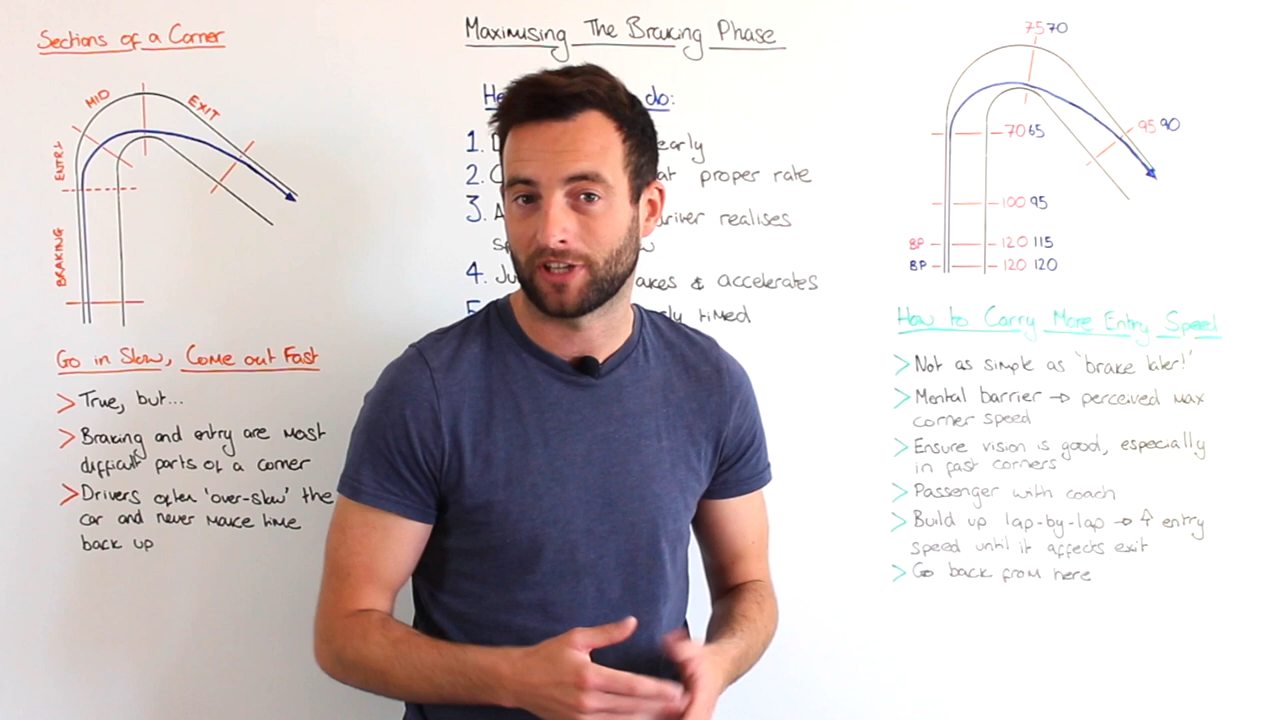 Sections of a Corner
MID
EXIT
ENTRY
BRAKING
Go in Slow, Come out Fast
> True, but...
> Braking and entry are most
difficult parts of a corner
> Drivers often 'over-slow' the
car and never make time
back up
Maximising The Braking Phase
do:
1. early
2. at proper rate
3. driver realises
4. & accelerates
5. timed
75 70
95 90
70 65
100 95
BP 120 115
BP 120 120
How to Carry More Entry Speed
> Not as simple as 'brake later!'
> Mental barrier → perceived max
corner speed
> Ensure vision is good, especially
in fast corners
> Passenger with coach
> Build up lap-by-lap → ↑ entry
speed until it affects exit
> Go back from here